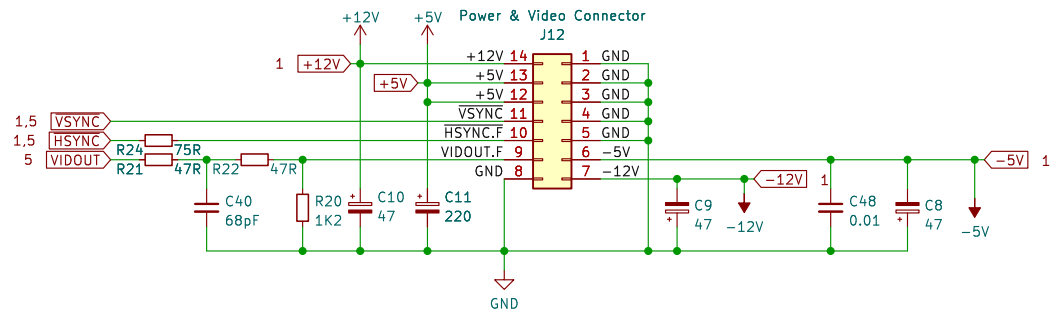 Power & Video Connector
J12
+12V
+5V
1 +12V
+5V
+12V 14 1 GND
+5V 13 2 GND
+5V 12 3 GND
1,5 VSYNC
VSYNC 11 4 GND
1,5 HSYNC
HSYNC.F 10 5 GND
R24 75R
5 VIDOUT
VIDOUT.F 9 6 -5V
-5V 1
R21 47R
R22 47R
GND 8 7 -12V
-12V 1
C40
68pF
R20
1K2
C10
47
C11
220
C9
47
-12V
C48
0.01
C8
47
-5V
+
+
+
+
GND